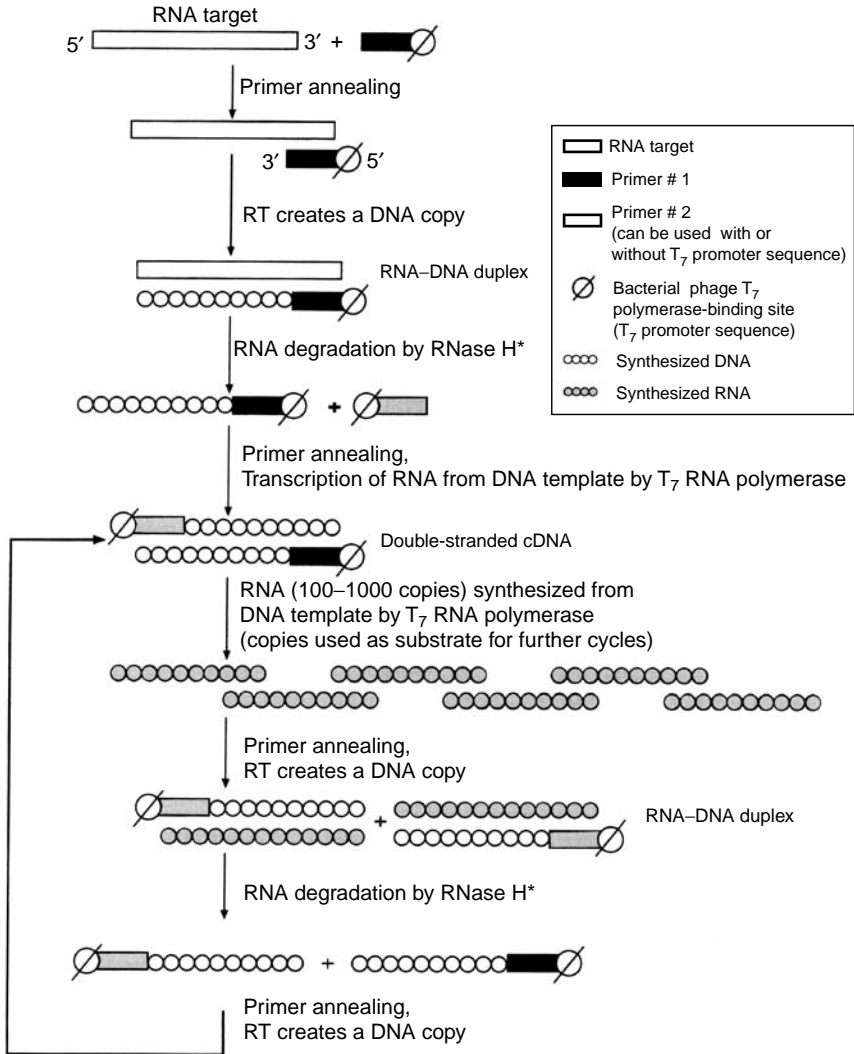 RNA target
5′ 3′ +
Primer annealing
3′ 5′
RT creates a DNA copy
RNA–DNA duplex
RNA degradation by RNase H*
+
Primer annealing,
Transcription of RNA from DNA template by T7 RNA polymerase
Double-stranded cDNA
RNA (100–1000 copies) synthesized from
DNA template by T7 RNA polymerase
(copies used as substrate for further cycles)
Primer annealing,
RT creates a DNA copy
+
RNA–DNA duplex
RNA degradation by RNase H*
+
Primer annealing,
RT creates a DNA copy
RNA target
Primer # 1
Primer # 2
(can be used with or
without T7 promoter sequence)
Bacterial phage T7
polymerase-binding site
(T7 promoter sequence)
Synthesized DNA
Synthesized RNA